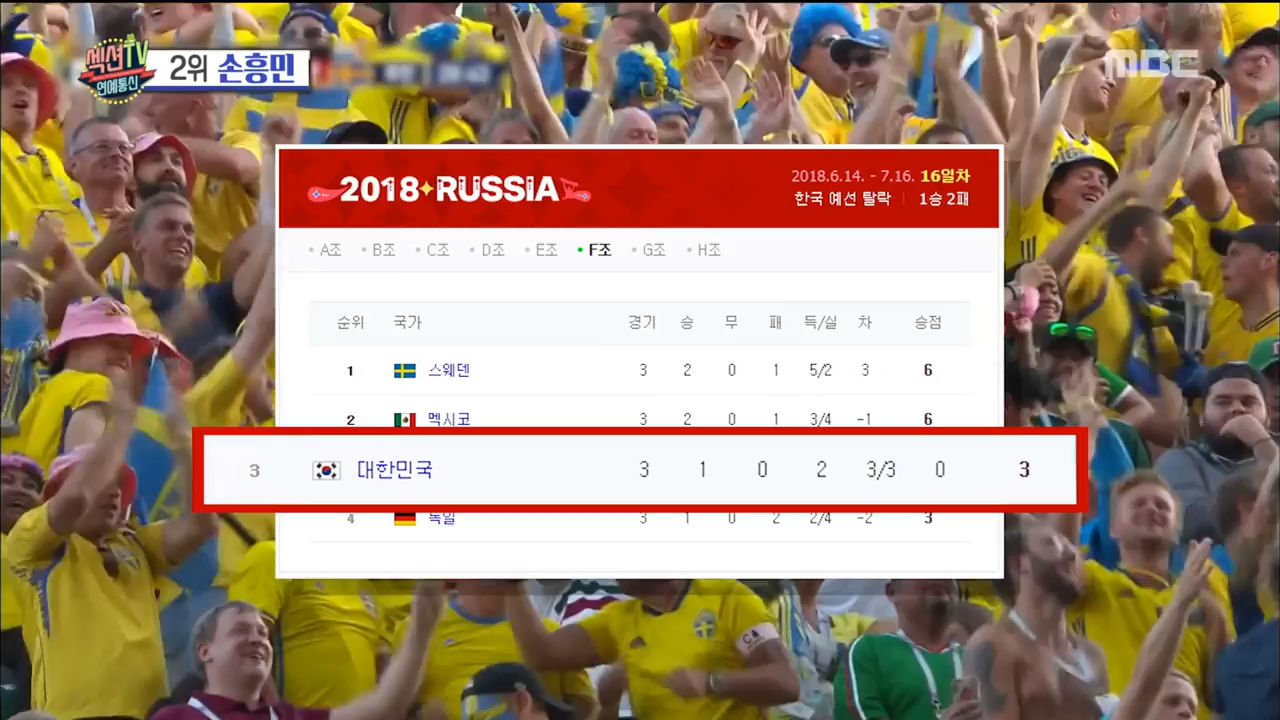 섹션TV
연예통신
2위 손흥민
MBC
2018 RUSSIA
2018.6.14. - 7.16. 16일차
한국 예선 탈락 | 1승 2패
A조 B조 C조 D조 E조 F조 G조 H조
순위 국가 경기 승 무 패 득/실 차 승점
1 스웨덴 3 2 0 1 5/2 3 6
2 멕시코 3 2 0 1 3/4 -1 6
3 대한민국 3 1 0 2 3/3 0 3
4 독일 3 1 0 2 2/4 -2 3